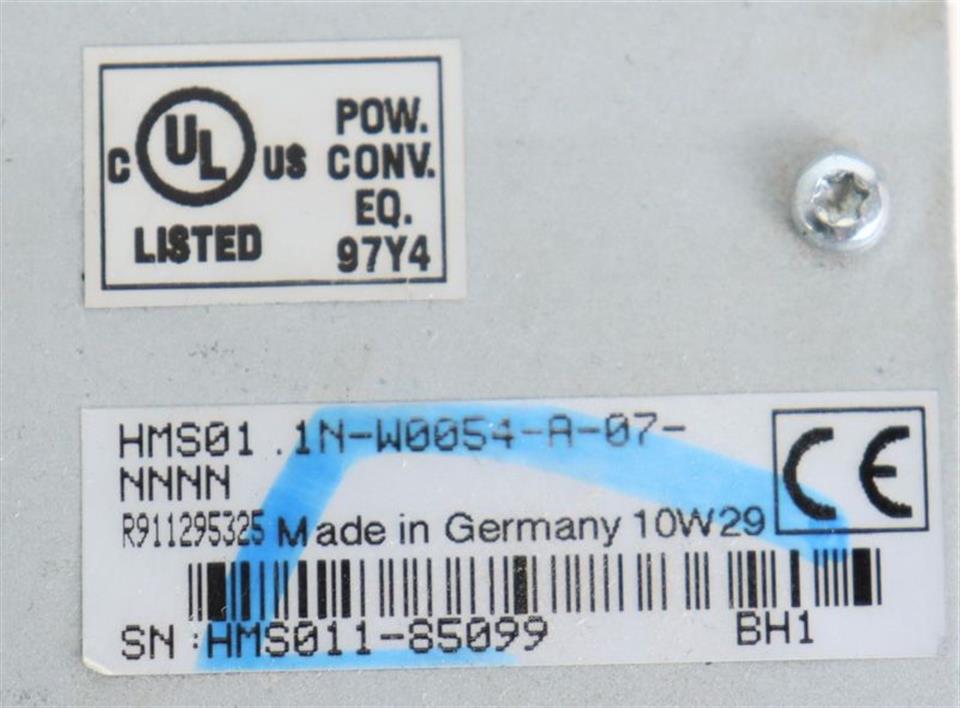 C UL US
LISTED
POW.
CONV.
EQ.
97Y4
HMS01.1N-W0054-A-07-
NNNN
R911295325 Made in Germany 10W29
CE
SN:HMS011-85099 BH1